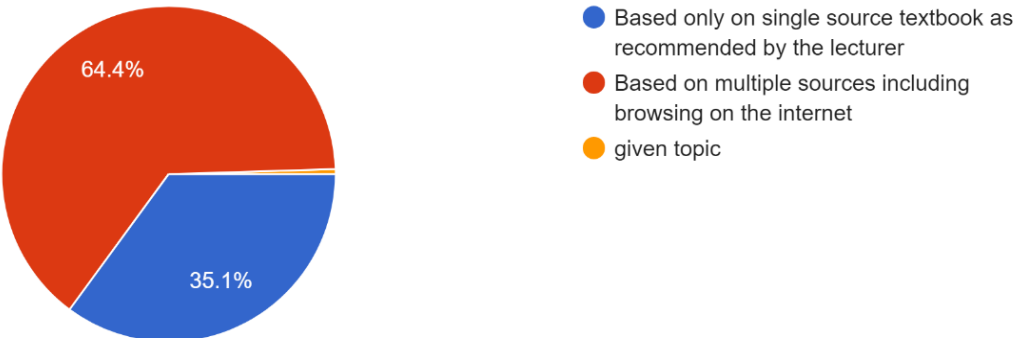 64.4%
35.1%
Based only on single source textbook as
recommended by the lecturer
Based on multiple sources including
browsing on the internet
given topic